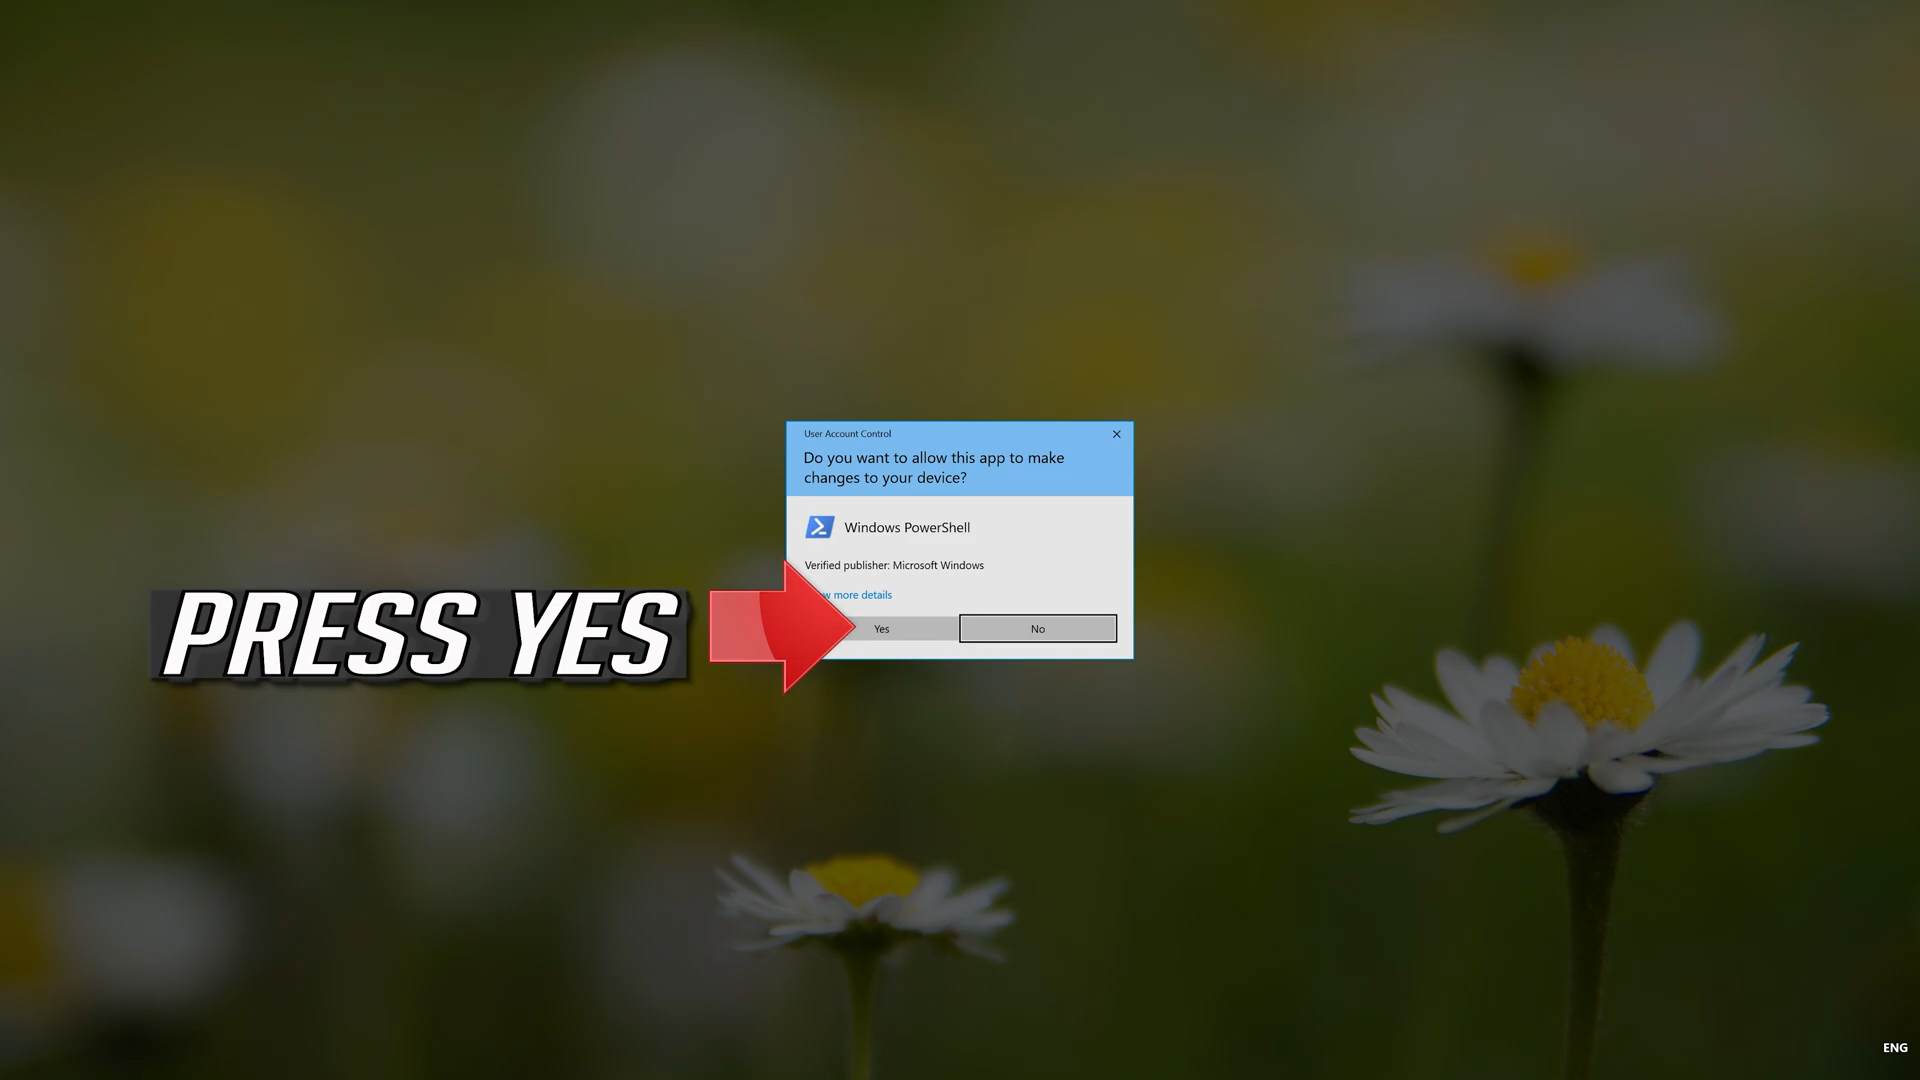 User Account Control
Do you want to allow this app to make
changes to your device?
Windows PowerShell
Verified publisher: Microsoft Windows
more details
PRESS YES
Yes
No
ENG